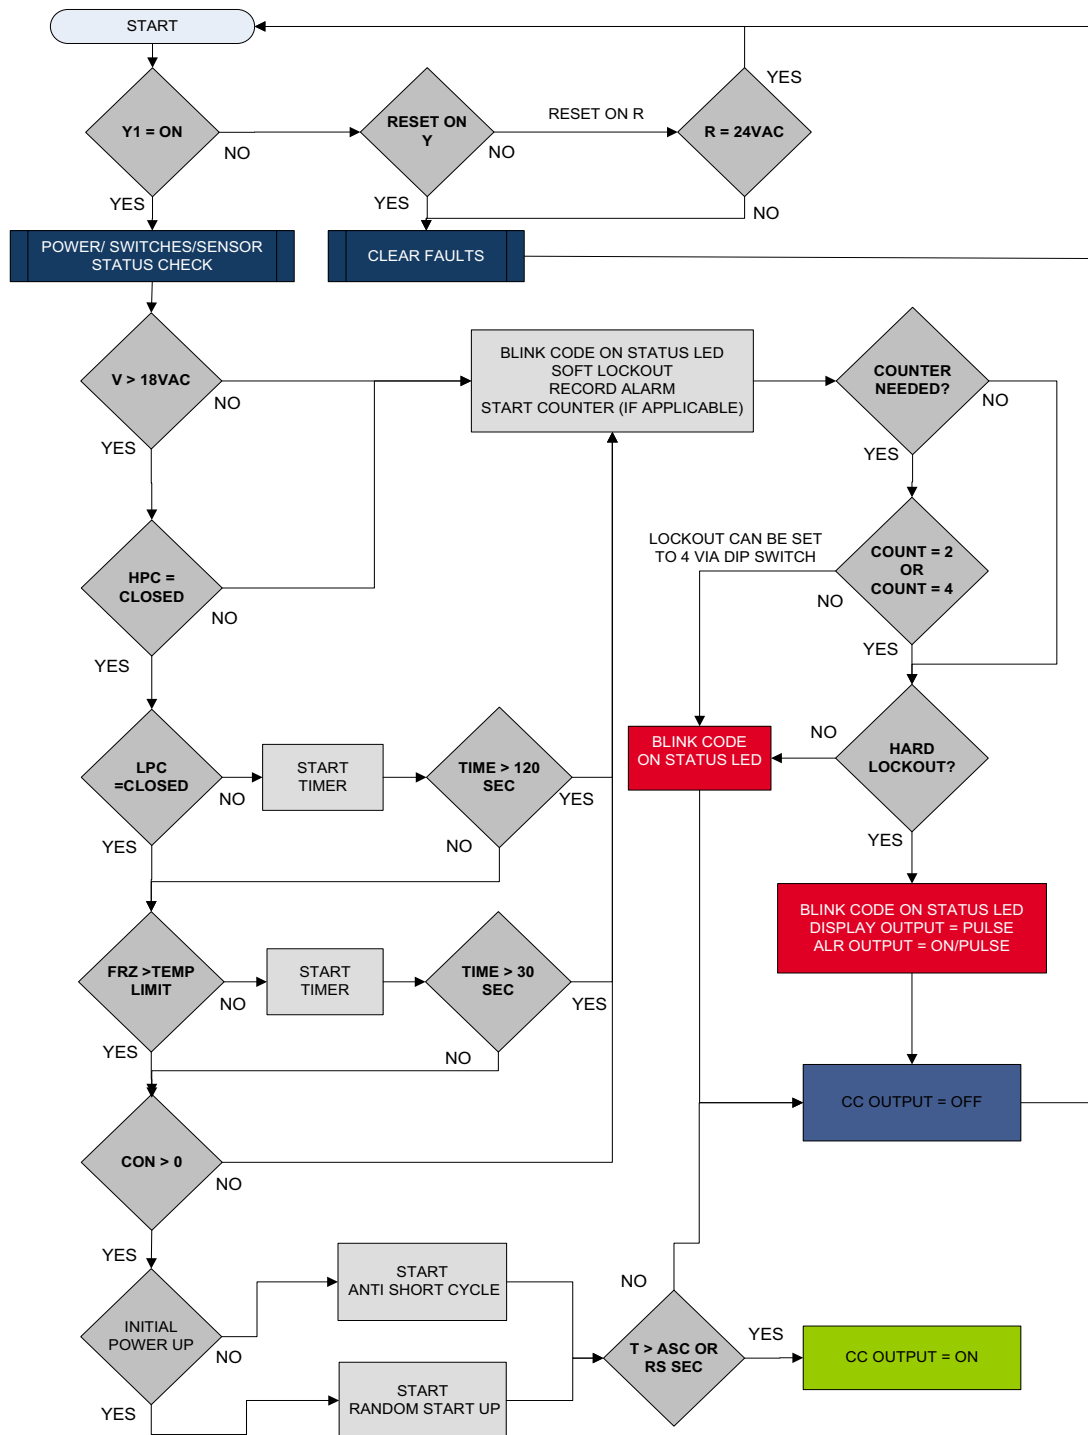 START
YES
Y1 = ON
NO
RESET ON
Y
NO
RESET ON R
R = 24VAC
YES
YES
NO
POWER/ SWITCHES/SENSOR
STATUS CHECK
CLEAR FAULTS
V > 18VAC
NO
YES
BLINK CODE ON STATUS LED
SOFT LOCKOUT
RECORD ALARM
START COUNTER (IF APPLICABLE)
COUNTER
NEEDED?
NO
YES
HPC =
CLOSED
NO
YES
LOCKOUT CAN BE SET
TO 4 VIA DIP SWITCH
COUNT = 2
OR
COUNT = 4
NO
YES
LPC
=CLOSED
NO
YES
START
TIMER
TIME > 120
SEC
YES
NO
BLINK CODE
ON STATUS LED
NO
HARD
LOCKOUT?
YES
FRZ >TEMP
LIMIT
NO
YES
START
TIMER
TIME > 30
SEC
YES
NO
BLINK CODE ON STATUS LED
DISPLAY OUTPUT = PULSE
ALR OUTPUT = ON/PULSE
CC OUTPUT = OFF
CON > 0
NO
YES
INITIAL
POWER UP
NO
YES
START
ANTI SHORT CYCLE
START
RANDOM START UP
NO
T > ASC OR
RS SEC
YES
CC OUTPUT = ON